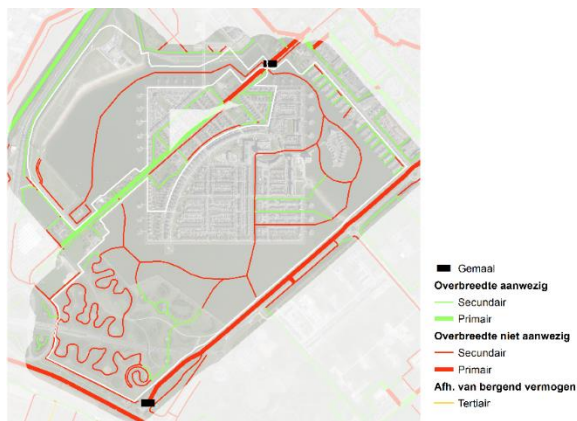 Gemaal
Overbreedte aanwezig
Secundair
Primair
Overbreedte niet aanwezig
Secundair
Primair
Afh. van bergend vermogen
Tertiair